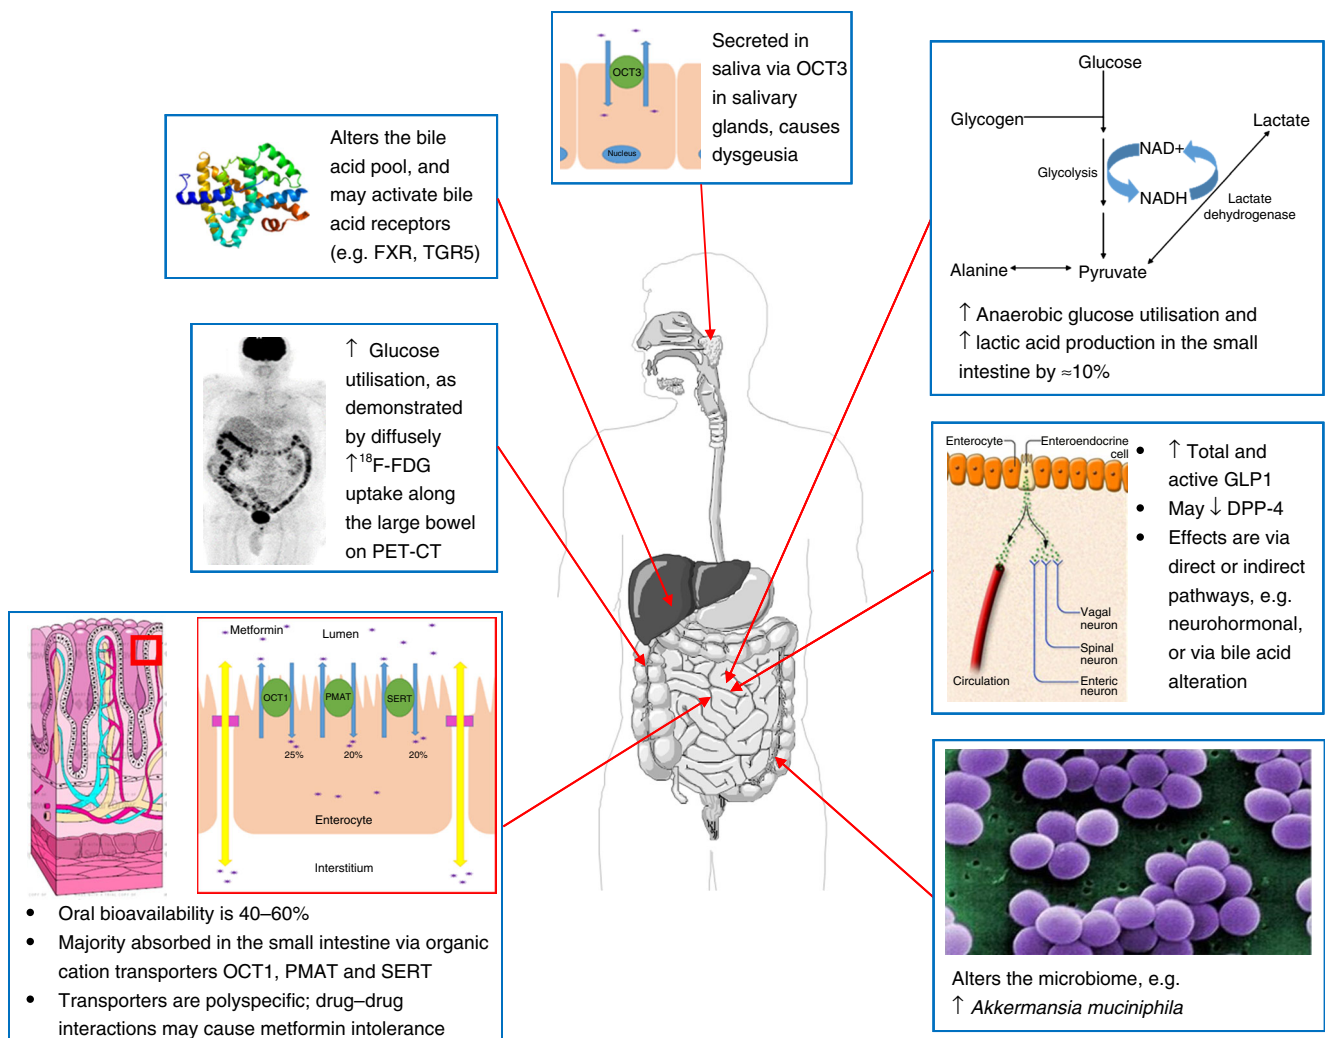 OCT3
Nucleus
Secreted in
saliva via OCT3
in salivary
glands, causes
dysgeusia
Alters the bile
acid pool, and
may activate bile
acid receptors
(e.g. FXR, TGR5)
Glucose
Glycogen
Lactate
NAD+
Glycolysis
NADH
Lactate
dehydrogenase
Alanine
Pyruvate
↑ Anaerobic glucose utilisation and
↑ lactic acid production in the small
intestine by ≈10%
↑ Glucose
utilisation, as
demonstrated
by diffusely
↑¹⁸F-FDG
uptake along
the large bowel
on PET-CT
Enterocyte
Enteroendocrine
cell
Vagal
neuron
Spinal
neuron
Enteric
neuron
Circulation
• ↑ Total and
active GLP1
• May ↓ DPP-4
• Effects are via
direct or indirect
pathways, e.g.
neurohormonal,
or via bile acid
alteration
Metformin
Lumen
OCT1
PMAT
SERT
25%
20%
20%
Enterocyte
Interstitium
• Oral bioavailability is 40–60%
• Majority absorbed in the small intestine via organic
cation transporters OCT1, PMAT and SERT
• Transporters are polyspecific; drug–drug
interactions may cause metformin intolerance
Alters the microbiome, e.g.
↑ Akkermansia muciniphila